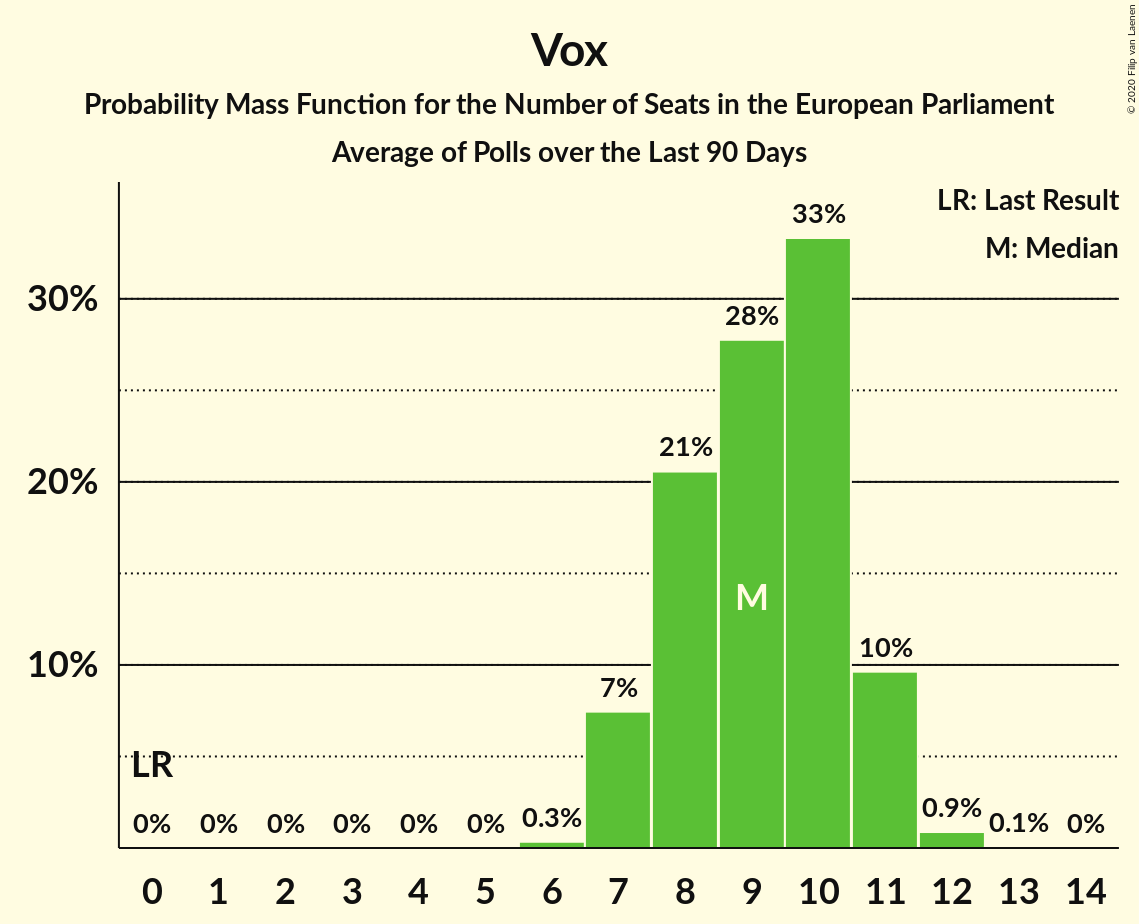 Vox
Probability Mass Function for the Number of Seats in the European Parliament
Average of Polls over the Last 90 Days
© 2020 Filip van Laenen
LR: Last Result
M: Median
30%
20%
10%
33%
28%
21%
M
10%
7%
LR
0% 0% 0% 0% 0% 0% 0.3% 0.9% 0.1% 0%
0 1 2 3 4 5 6 7 8 9 10 11 12 13 14